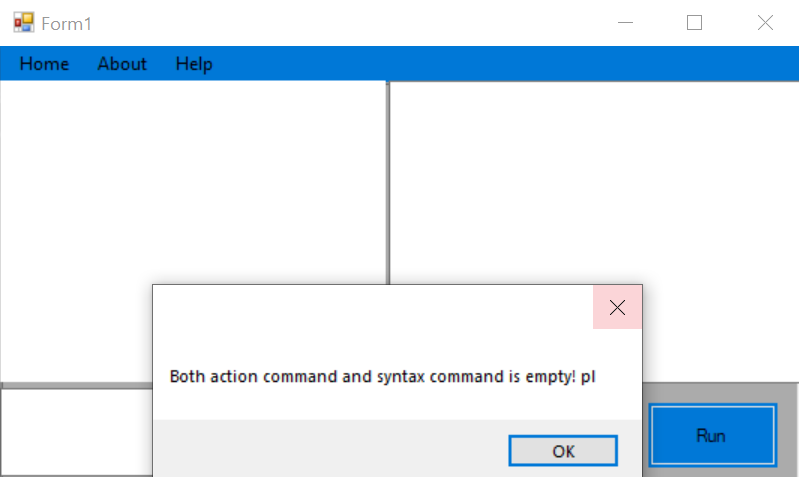 Form1
Home About Help
Both action command and syntax command is empty! pl
OK
Run